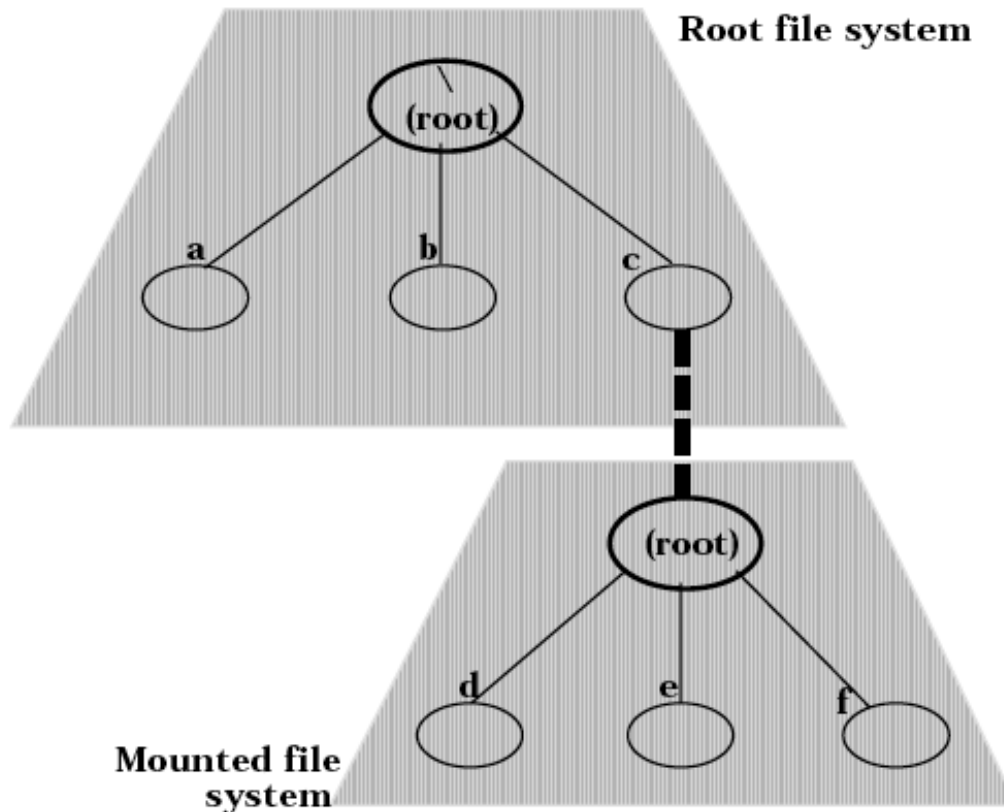 Root file system
\
(root)
a
b
c
(root)
d
e
f
Mounted file
system